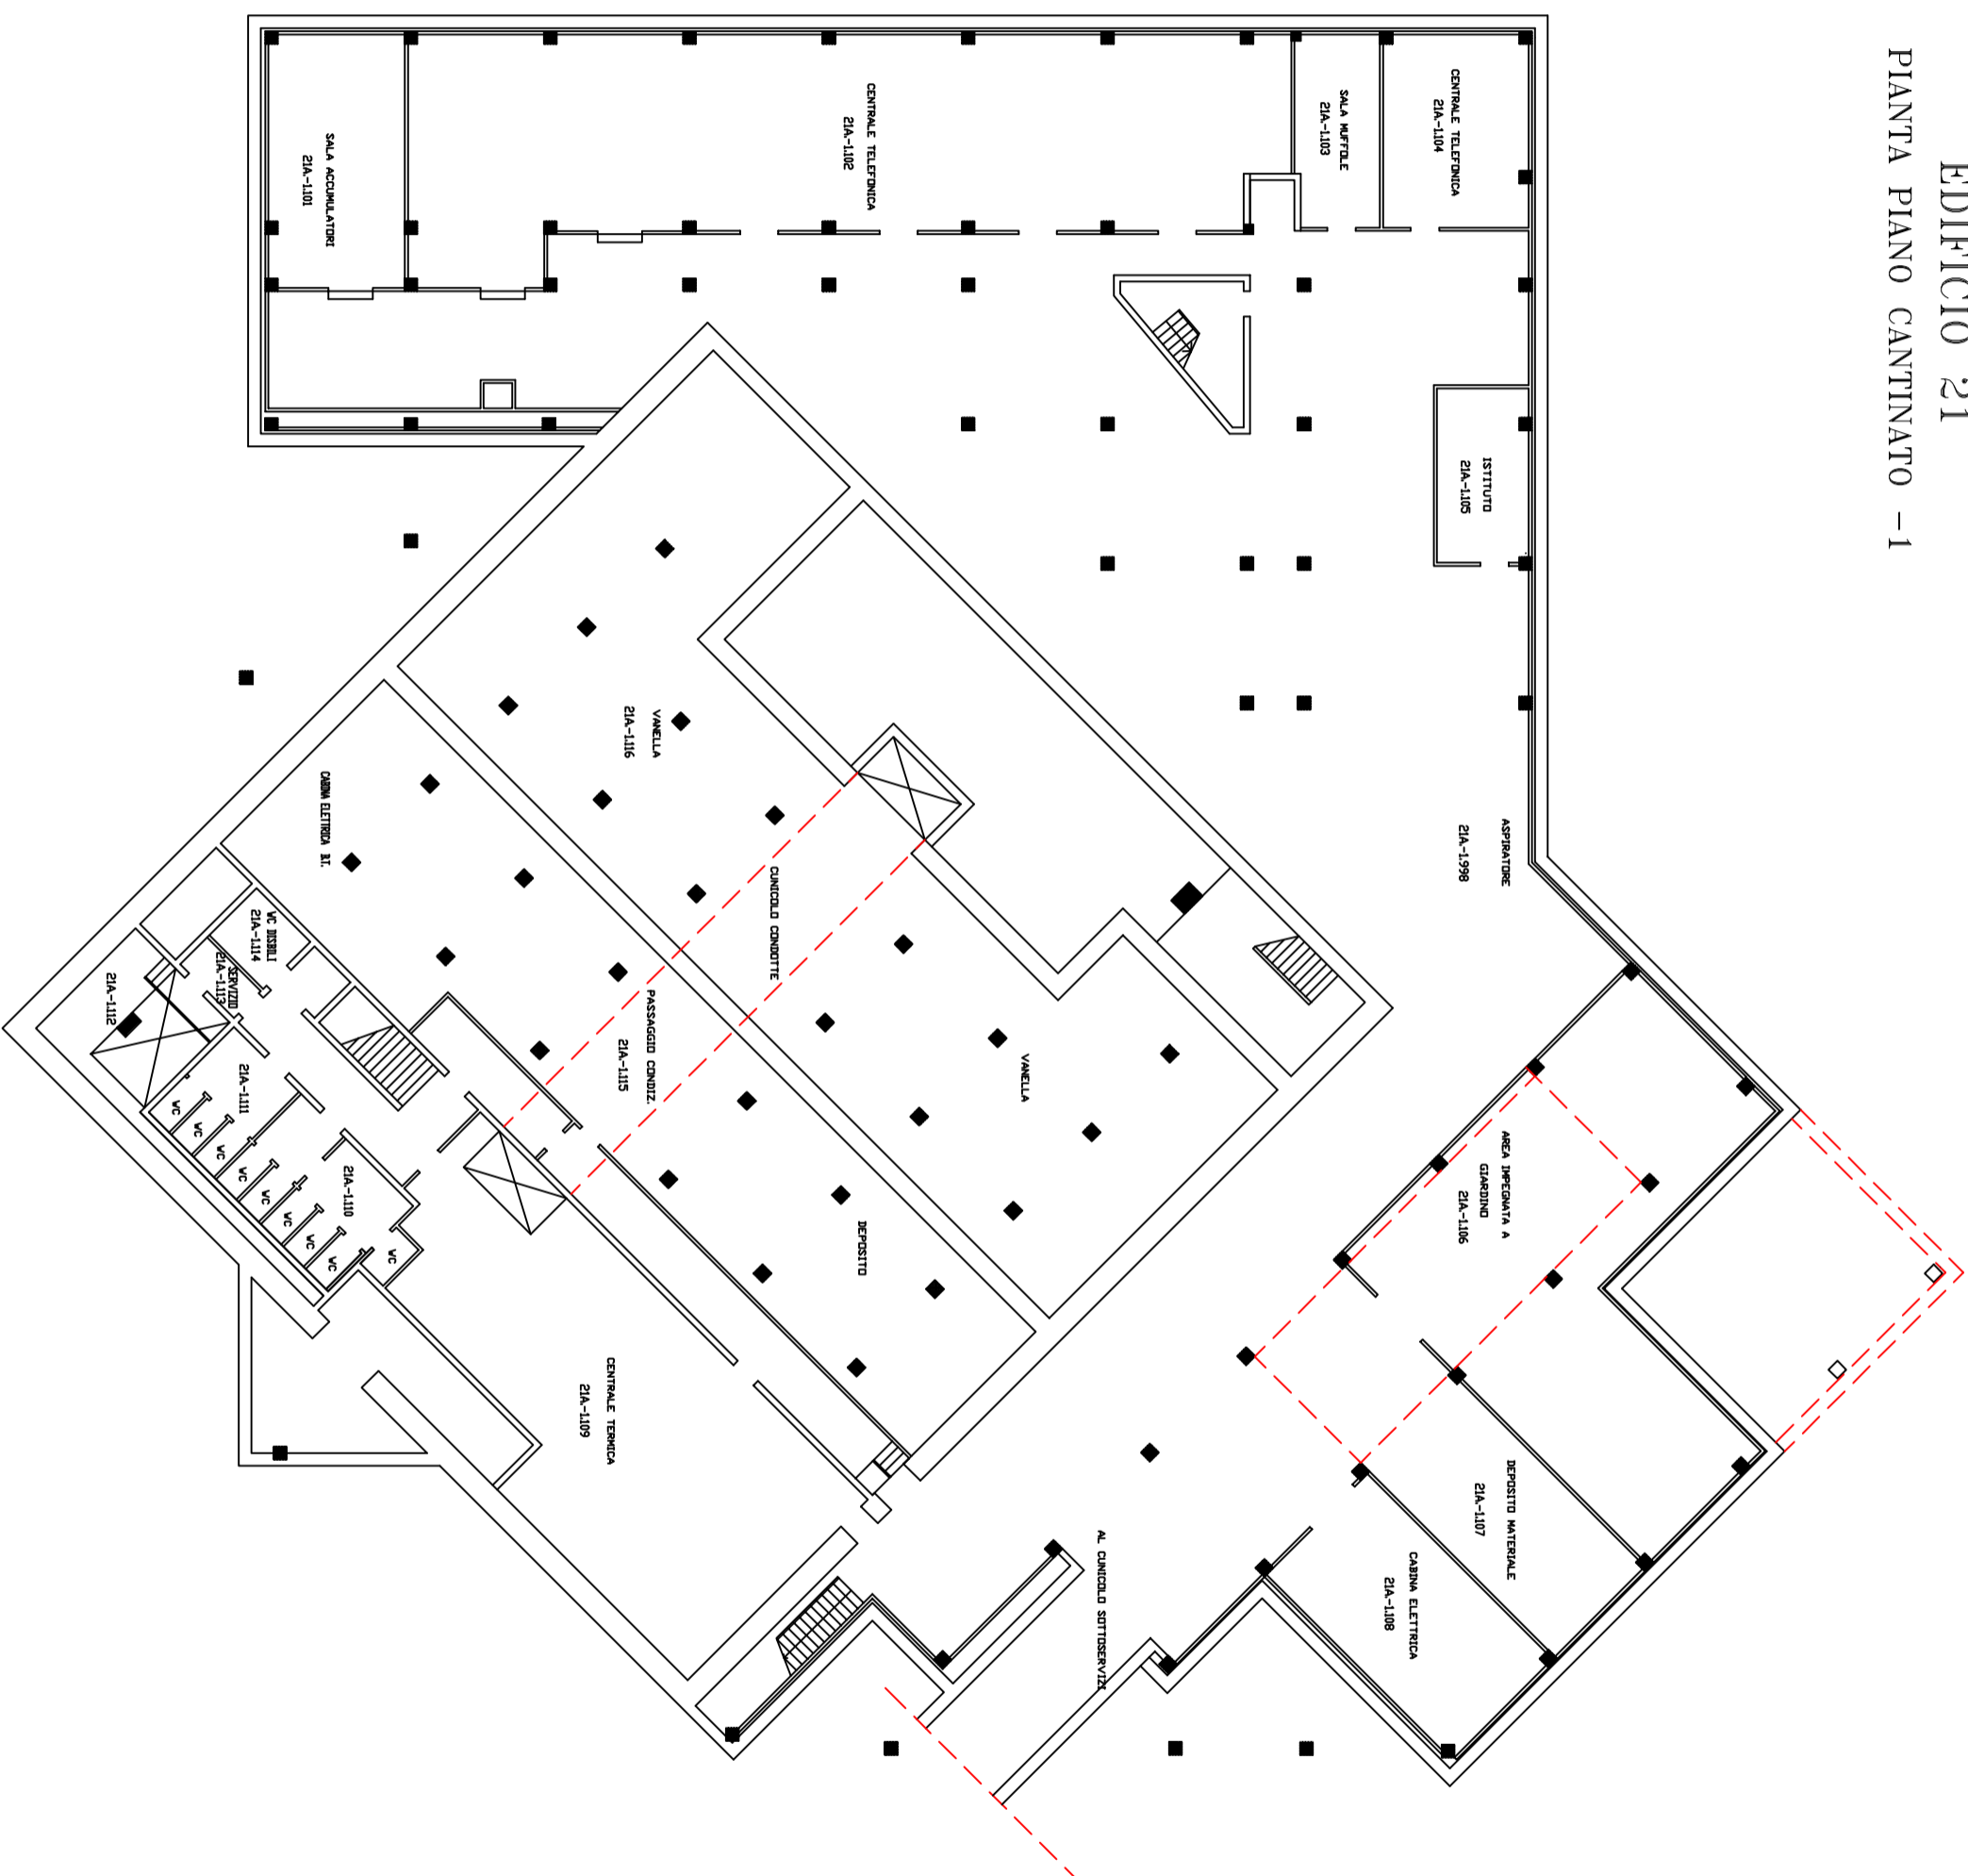 EDIFICIO 21
PIANTA PIANO CANTINATO -1
CENTRALE TELEFONICA
21A.-1.104
SALA MUFFOLE
21A.-1.103
CENTRALE TELEFONICA
21A.-1.102
SALA ACCUMULATORI
21A.-1.101
ISTITUTO
21A.-1.105
ASPIRATORE
21A.-1.998
VANELLA
21A.-1.116
CABINA ELETTRICA B.T.
CUNICOLO CONDOTTE
WC DISBILI
21A.-1.114
SERVIZIO
21A.-1.113
21A.-1.112
PASSAGGIO CONDIZ.
21A.-1.115
VANELLA
21A.-1.111
21A.-1.110
WC
WC
WC
WC
WC
WC
WC
WC
WC
AREA IMPEGNATA A
GIARDINO
21A.-1.106
DEPOSITO
CENTRALE TERMICA
21A.-1.109
DEPOSITO MATERIALE
21A.-1.107
CABINA ELETTRICA
21A.-1.108
AL CUNICOLO SOTTOSERVIZI